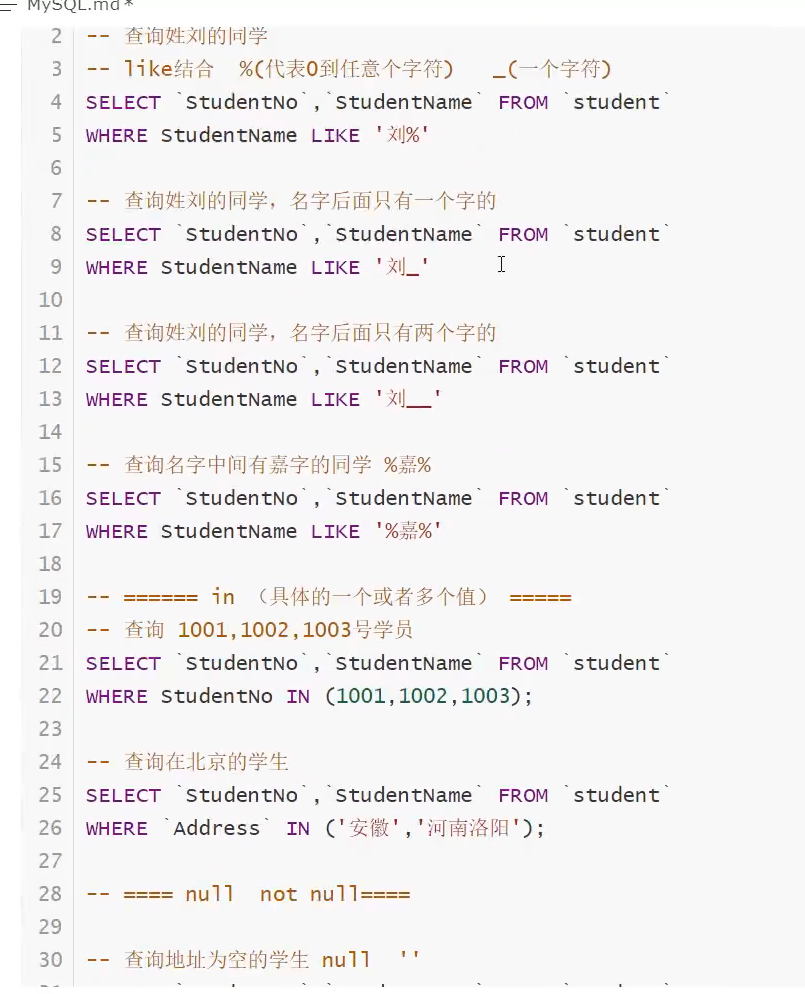 MySQL.md*
2 -- 查询姓刘的同学
3 -- like结合  %(代表0到任意个字符)   _(一个字符)
4 SELECT `StudentNo`,`StudentName` FROM `student`
5 WHERE StudentName LIKE '刘%'
6
7 -- 查询姓刘的同学，名字后面只有一个字的
8 SELECT `StudentNo`,`StudentName` FROM `student`
9 WHERE StudentName LIKE '刘_'
10
11 -- 查询姓刘的同学，名字后面只有两个字的
12 SELECT `StudentNo`,`StudentName` FROM `student`
13 WHERE StudentName LIKE '刘__'
14
15 -- 查询名字中间有嘉字的同学 %嘉%
16 SELECT `StudentNo`,`StudentName` FROM `student`
17 WHERE StudentName LIKE '%嘉%'
18
19 -- ====== in （具体的一个或者多个值） =====
20 -- 查询 1001,1002,1003号学员
21 SELECT `StudentNo`,`StudentName` FROM `student`
22 WHERE StudentNo IN (1001,1002,1003);
23
24 -- 查询在北京的学生
25 SELECT `StudentNo`,`StudentName` FROM `student`
26 WHERE `Address` IN ('安徽','河南洛阳');
27
28 -- ==== null  not null====
29
30 -- 查询地址为空的学生 null  ''